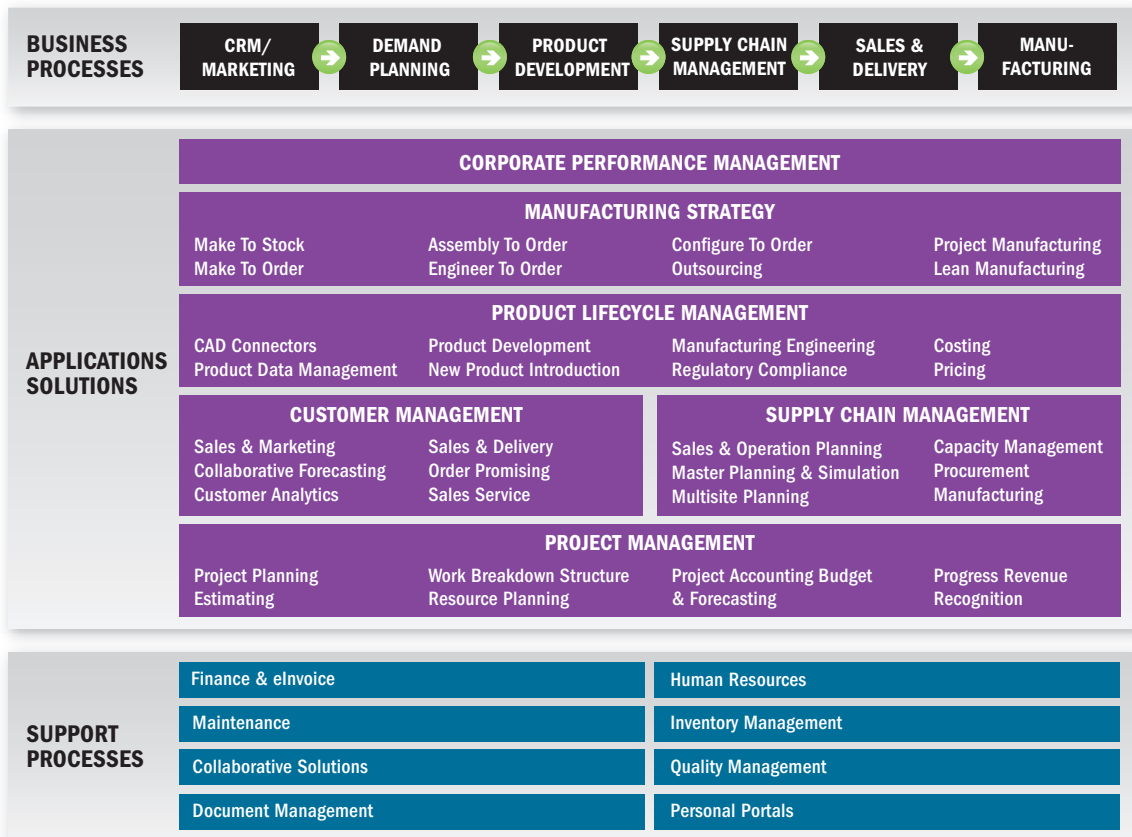 BUSINESS
PROCESSES
CRM/
MARKETING
DEMAND
PLANNING
PRODUCT
DEVELOPMENT
SUPPLY CHAIN
MANAGEMENT
SALES &
DELIVERY
MANU-
FACTURING
APPLICATIONS
SOLUTIONS
CORPORATE PERFORMANCE MANAGEMENT
MANUFACTURING STRATEGY
Make To Stock
Make To Order
Assembly To Order
Engineer To Order
Configure To Order
Outsourcing
Project Manufacturing
Lean Manufacturing
PRODUCT LIFECYCLE MANAGEMENT
CAD Connectors
Product Data Management
Product Development
New Product Introduction
Manufacturing Engineering
Regulatory Compliance
Costing
Pricing
CUSTOMER MANAGEMENT
Sales & Marketing
Collaborative Forecasting
Customer Analytics
Sales & Delivery
Order Promising
Sales Service
SUPPLY CHAIN MANAGEMENT
Sales & Operation Planning
Master Planning & Simulation
Multisite Planning
Capacity Management
Procurement
Manufacturing
PROJECT MANAGEMENT
Project Planning
Estimating
Work Breakdown Structure
Resource Planning
Project Accounting Budget
& Forecasting
Progress Revenue
Recognition
SUPPORT
PROCESSES
Finance & eInvoice
Human Resources
Maintenance
Inventory Management
Collaborative Solutions
Quality Management
Document Management
Personal Portals